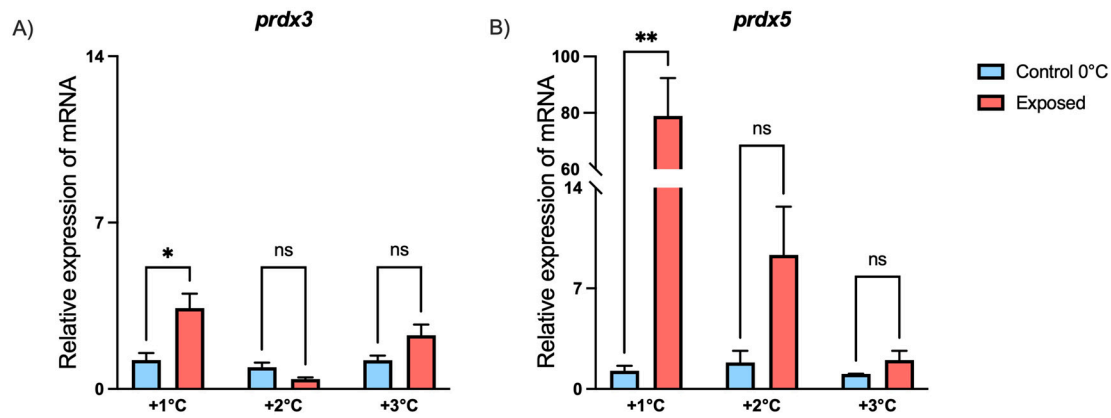 A)
prdx3
Relative expression of mRNA
14
7
0
*
ns
ns
+1°C
+2°C
+3°C
B)
prdx5
Relative expression of mRNA
100
80
60
14
7
0
**
ns
ns
+1°C
+2°C
+3°C
Control 0°C
Exposed